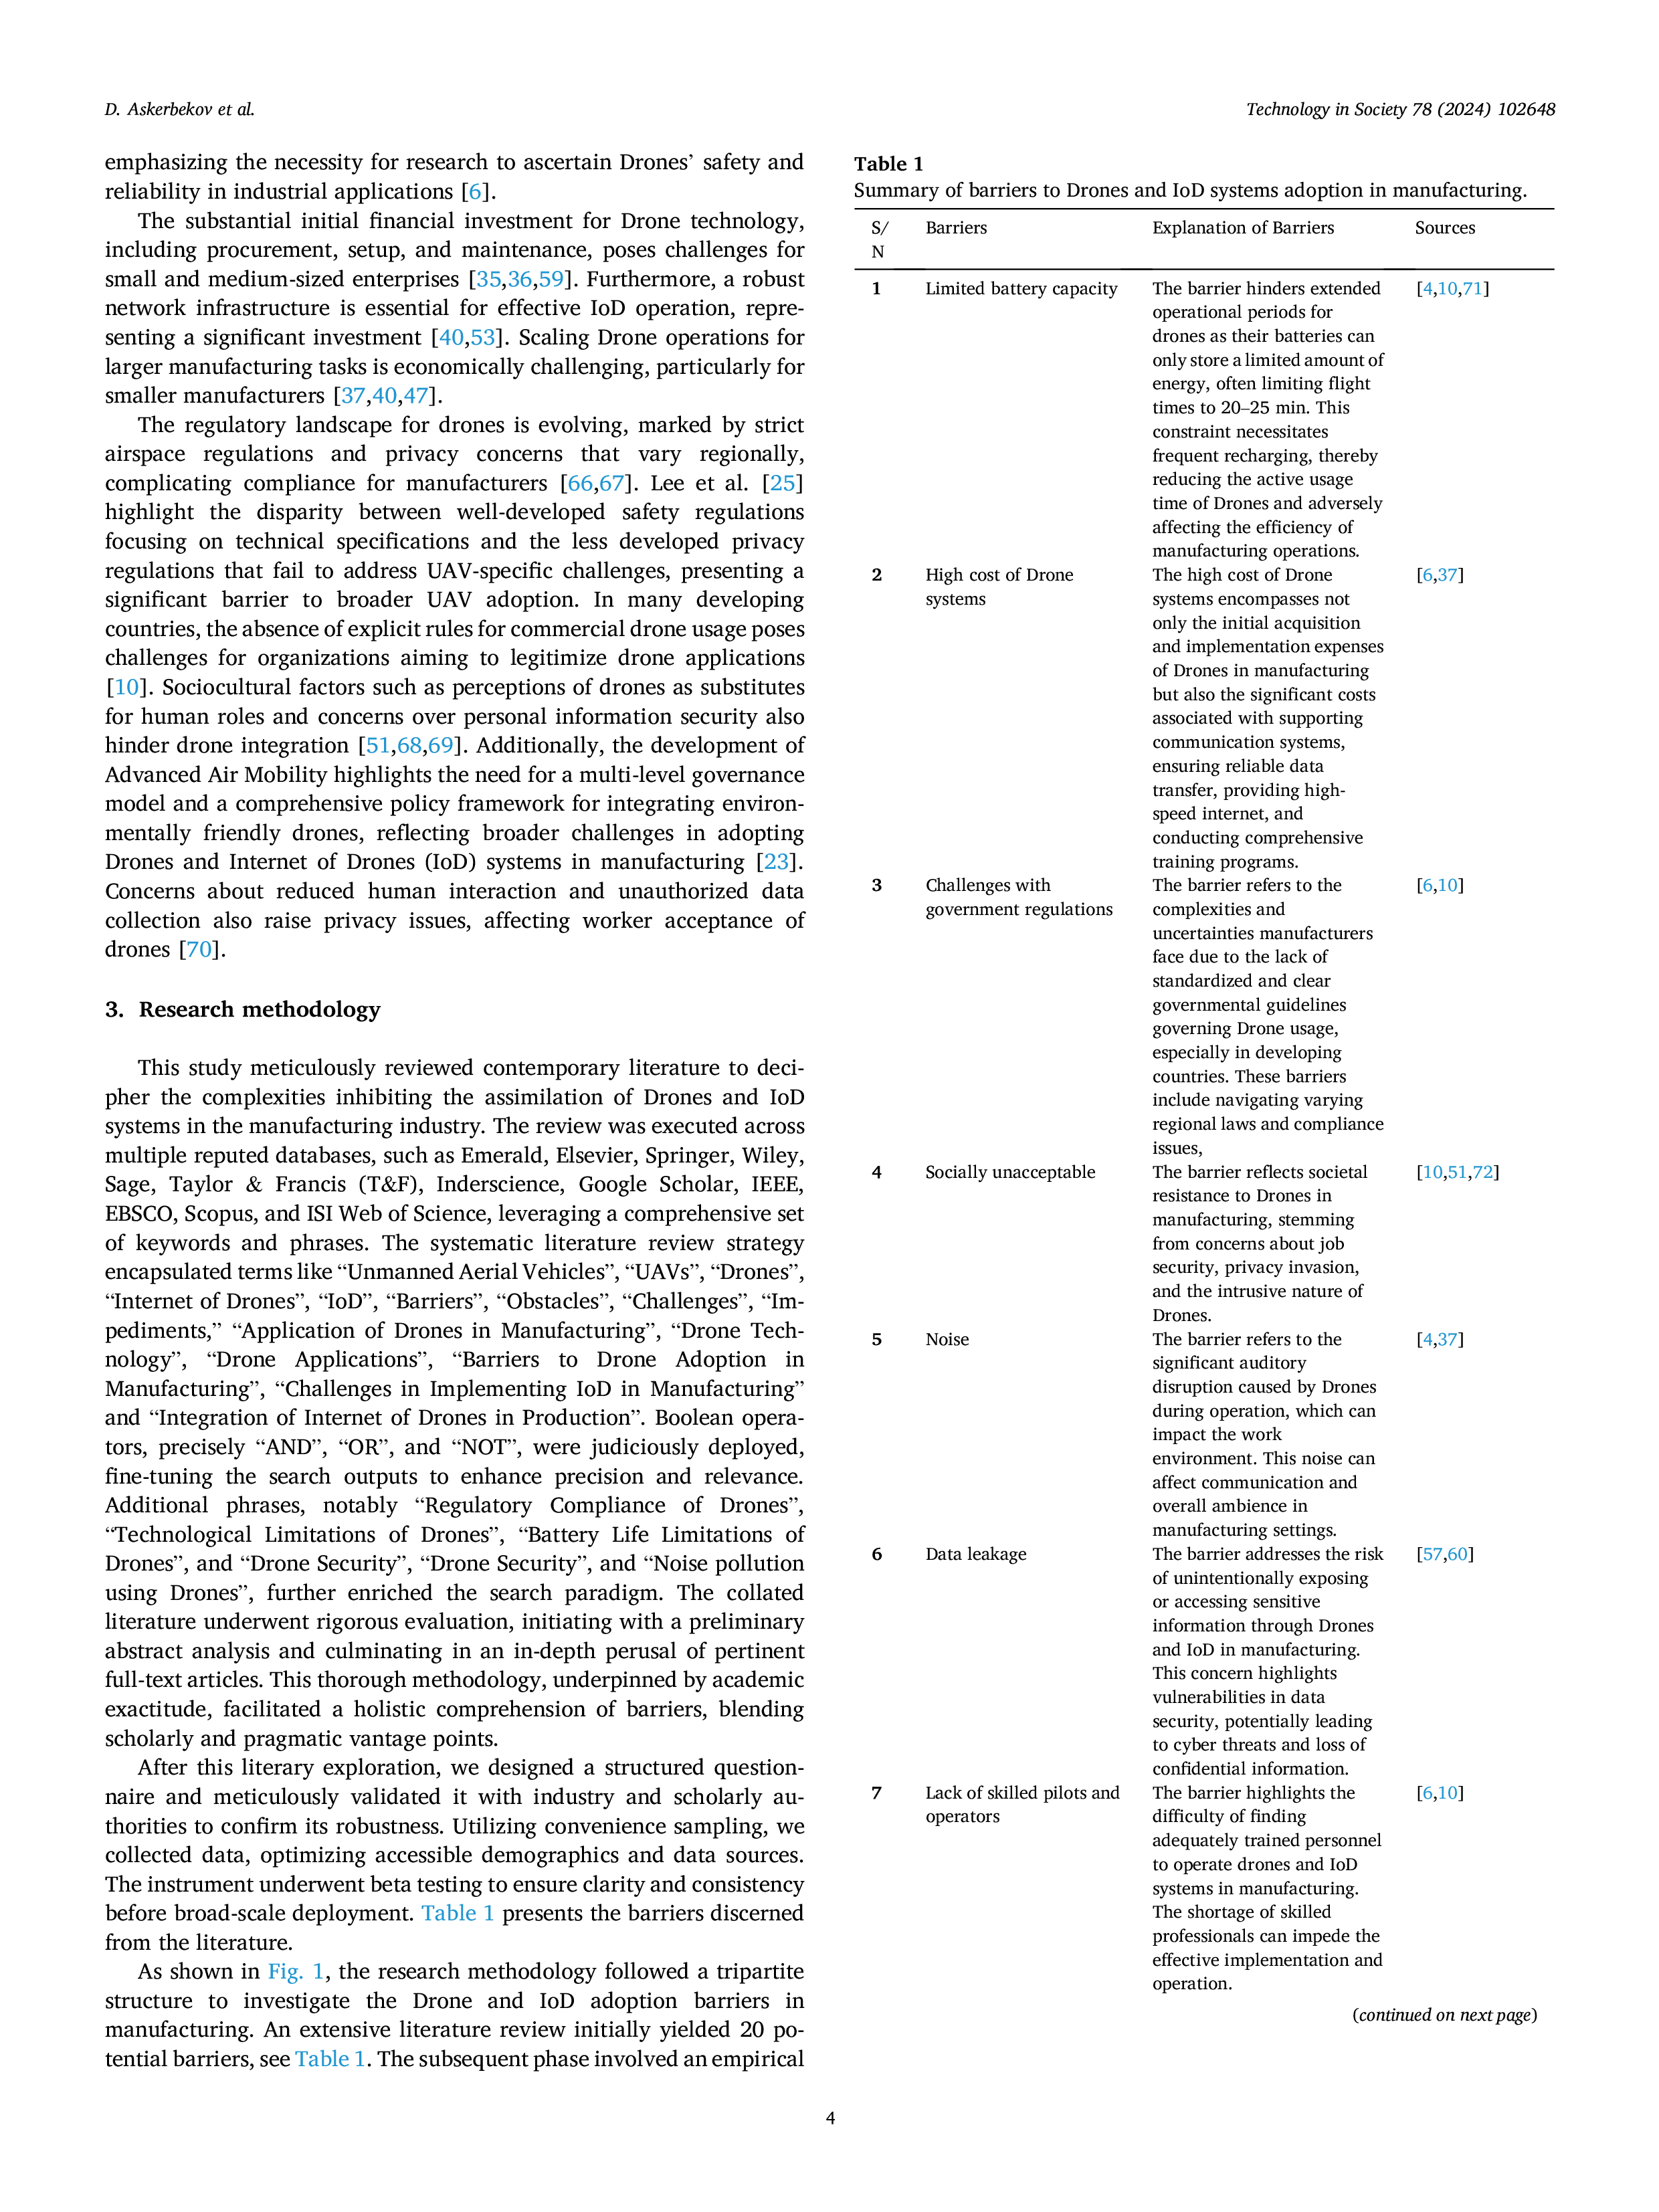 D. Askerbekov et al.
Technology in Society 78 (2024) 102648
emphasizing the necessity for research to ascertain Drones’ safety and
reliability in industrial applications [6].
The substantial initial financial investment for Drone technology,
including procurement, setup, and maintenance, poses challenges for
small and medium-sized enterprises [35,36,59]. Furthermore, a robust
network infrastructure is essential for effective IoD operation, repre-
senting a significant investment [40,53]. Scaling Drone operations for
larger manufacturing tasks is economically challenging, particularly for
smaller manufacturers [37,40,47].
The regulatory landscape for drones is evolving, marked by strict
airspace regulations and privacy concerns that vary regionally,
complicating compliance for manufacturers [66,67]. Lee et al. [25]
highlight the disparity between well-developed safety regulations
focusing on technical specifications and the less developed privacy
regulations that fail to address UAV-specific challenges, presenting a
significant barrier to broader UAV adoption. In many developing
countries, the absence of explicit rules for commercial drone usage poses
challenges for organizations aiming to legitimize drone applications
[10]. Sociocultural factors such as perceptions of drones as substitutes
for human roles and concerns over personal information security also
hinder drone integration [51,68,69]. Additionally, the development of
Advanced Air Mobility highlights the need for a multi-level governance
model and a comprehensive policy framework for integrating environ-
mentally friendly drones, reflecting broader challenges in adopting
Drones and Internet of Drones (IoD) systems in manufacturing [23].
Concerns about reduced human interaction and unauthorized data
collection also raise privacy issues, affecting worker acceptance of
drones [70].
3. Research methodology
This study meticulously reviewed contemporary literature to deci-
pher the complexities inhibiting the assimilation of Drones and IoD
systems in the manufacturing industry. The review was executed across
multiple reputed databases, such as Emerald, Elsevier, Springer, Wiley,
Sage, Taylor & Francis (T&F), Inderscience, Google Scholar, IEEE,
EBSCO, Scopus, and ISI Web of Science, leveraging a comprehensive set
of keywords and phrases. The systematic literature review strategy
encapsulated terms like “Unmanned Aerial Vehicles”, “UAVs”, “Drones”,
“Internet of Drones”, “IoD”, “Barriers”, “Obstacles”, “Challenges”, “Im-
pediments,” “Application of Drones in Manufacturing”, “Drone Tech-
nology”, “Drone Applications”, “Barriers to Drone Adoption in
Manufacturing”, “Challenges in Implementing IoD in Manufacturing”
and “Integration of Internet of Drones in Production”. Boolean opera-
tors, precisely “AND”, “OR”, and “NOT”, were judiciously deployed,
fine-tuning the search outputs to enhance precision and relevance.
Additional phrases, notably “Regulatory Compliance of Drones”,
“Technological Limitations of Drones”, “Battery Life Limitations of
Drones”, and “Drone Security”, “Drone Security”, and “Noise pollution
using Drones”, further enriched the search paradigm. The collated
literature underwent rigorous evaluation, initiating with a preliminary
abstract analysis and culminating in an in-depth perusal of pertinent
full-text articles. This thorough methodology, underpinned by academic
exactitude, facilitated a holistic comprehension of barriers, blending
scholarly and pragmatic vantage points.
After this literary exploration, we designed a structured question-
naire and meticulously validated it with industry and scholarly au-
thorities to confirm its robustness. Utilizing convenience sampling, we
collected data, optimizing accessible demographics and data sources.
The instrument underwent beta testing to ensure clarity and consistency
before broad-scale deployment. Table 1 presents the barriers discerned
from the literature.
As shown in Fig. 1, the research methodology followed a tripartite
structure to investigate the Drone and IoD adoption barriers in
manufacturing. An extensive literature review initially yielded 20 po-
tential barriers, see Table 1. The subsequent phase involved an empirical
Table 1
Summary of barriers to Drones and IoD systems adoption in manufacturing.
S/ Barriers Explanation of Barriers Sources
N
1 Limited battery capacity The barrier hinders extended [4,10,71]
operational periods for
drones as their batteries can
only store a limited amount of
energy, often limiting flight
times to 20–25 min. This
constraint necessitates
frequent recharging, thereby
reducing the active usage
time of Drones and adversely
affecting the efficiency of
manufacturing operations.
2 High cost of Drone The high cost of Drone [6,37]
systems systems encompasses not
only the initial acquisition
and implementation expenses
of Drones in manufacturing
but also the significant costs
associated with supporting
communication systems,
ensuring reliable data
transfer, providing high-
speed internet, and
conducting comprehensive
training programs.
3 Challenges with The barrier refers to the [6,10]
government regulations complexities and
uncertainties manufacturers
face due to the lack of
standardized and clear
governmental guidelines
governing Drone usage,
especially in developing
countries. These barriers
include navigating varying
regional laws and compliance
issues,
4 Socially unacceptable The barrier reflects societal [10,51,72]
resistance to Drones in
manufacturing, stemming
from concerns about job
security, privacy invasion,
and the intrusive nature of
Drones.
5 Noise The barrier refers to the [4,37]
significant auditory
disruption caused by Drones
during operation, which can
impact the work
environment. This noise can
affect communication and
overall ambience in
manufacturing settings.
6 Data leakage The barrier addresses the risk [57,60]
of unintentionally exposing
or accessing sensitive
information through Drones
and IoD in manufacturing.
This concern highlights
vulnerabilities in data
security, potentially leading
to cyber threats and loss of
confidential information.
7 Lack of skilled pilots and The barrier highlights the [6,10]
operators difficulty of finding
adequately trained personnel
to operate drones and IoD
systems in manufacturing.
The shortage of skilled
professionals can impede the
effective implementation and
operation.
(continued on next page)
4